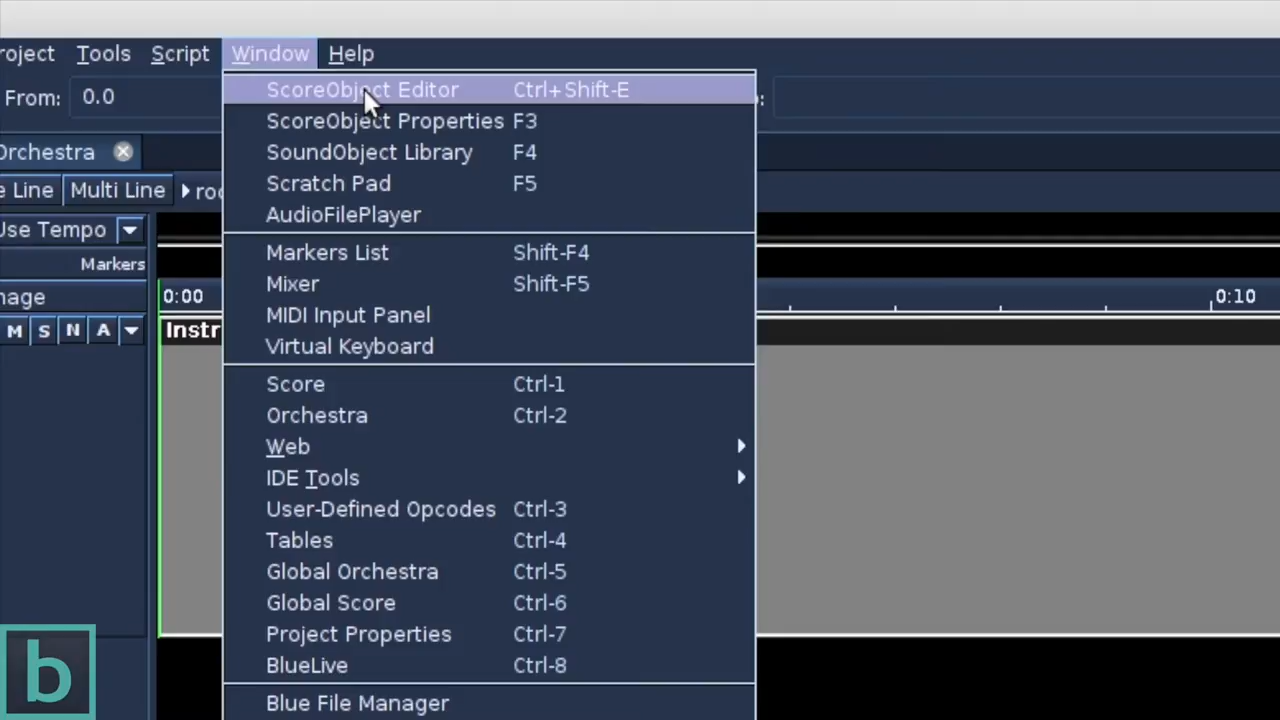 roject Tools Script Window Help
From: 0.0
ScoreObject Editor Ctrl+Shift-E
ScoreObject Properties F3
Orchestra
SoundObject Library F4
e Line Multi Line roo
Scratch Pad F5
Use Tempo
AudioFilePlayer
Markers
Markers List Shift-F4
Mixer Shift-F5
mage 0:00 0:10
MIDI Input Panel
M S N A Instr
Virtual Keyboard
Score Ctrl-1
Orchestra Ctrl-2
Web
IDE Tools
User-Defined Opcodes Ctrl-3
Tables Ctrl-4
Global Orchestra Ctrl-5
Global Score Ctrl-6
Project Properties Ctrl-7
BlueLive Ctrl-8
Blue File Manager
b